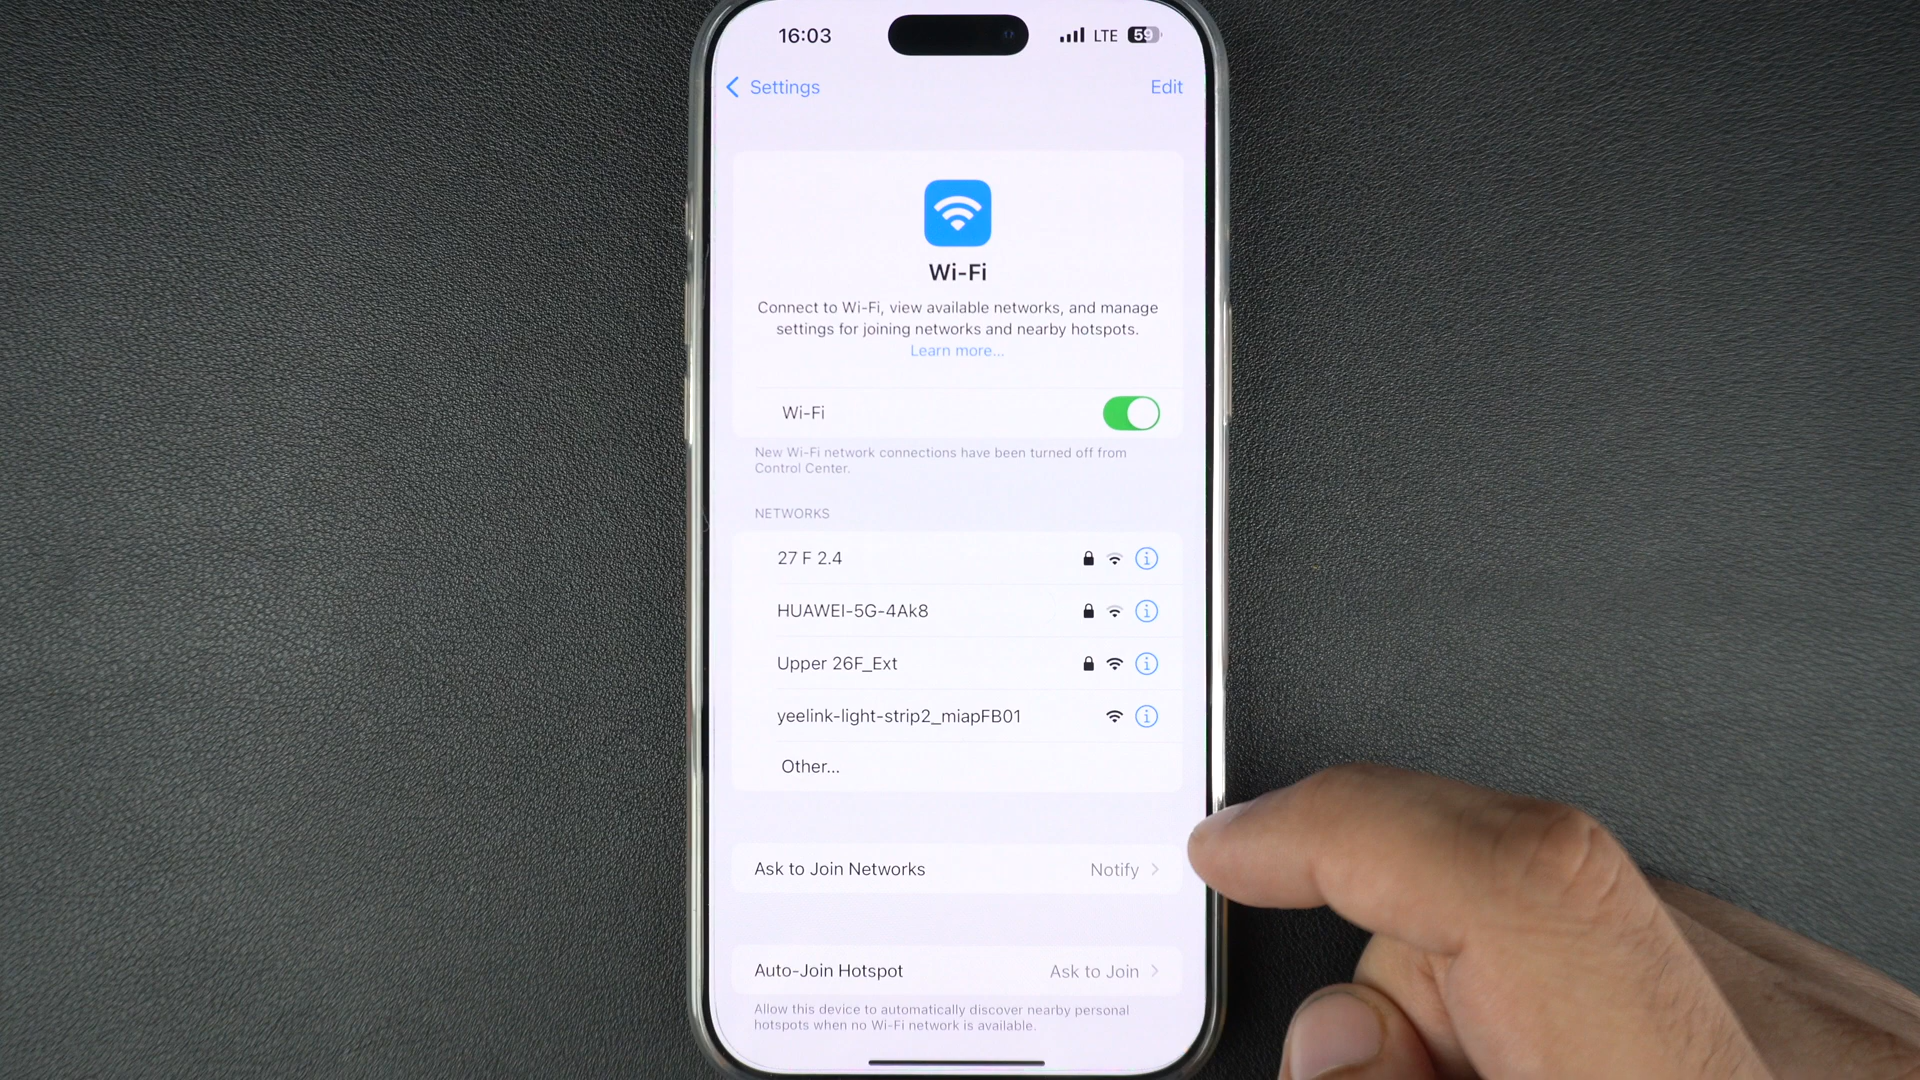 16:03
LTE 59
Settings
Edit
Wi-Fi
Connect to Wi-Fi, view available networks, and manage
settings for joining networks and nearby hotspots.
Learn more...
Wi-Fi
New Wi-Fi network connections have been turned off from
Control Center.
NETWORKS
27 F 2.4
HUAWEI-5G-4Ak8
Upper 26F_Ext
yeelink-light-strip2_miapFB01
Other...
Ask to Join Networks Notify
Auto-Join Hotspot Ask to Join
Allow this device to automatically discover nearby personal
hotspots when no Wi-Fi network is available.